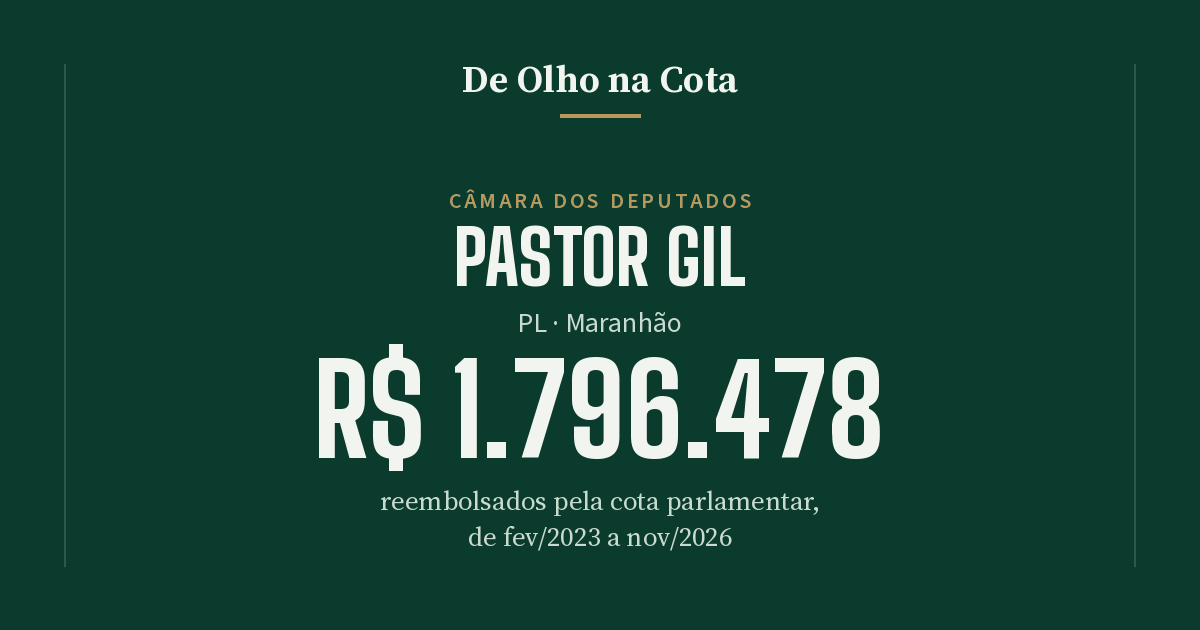 De Olho na Cota
CÂMARA DOS DEPUTADOS
PASTOR GIL
PL · Maranhão
R$ 1.796.478
reembolsados pela cota parlamentar,
de fev/2023 a nov/2026